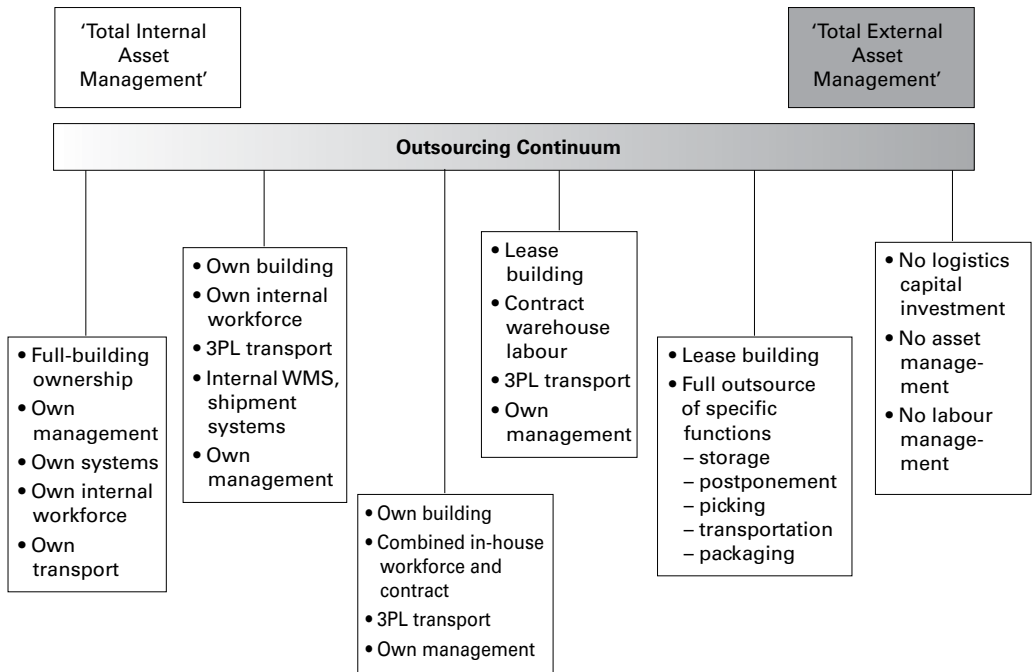 ‘Total Internal
Asset
Management’
‘Total External
Asset
Management’
Outsourcing Continuum
• Full-building
ownership
• Own
management
• Own systems
• Own internal
workforce
• Own
transport
• Own building
• Own internal
workforce
• 3PL transport
• Internal WMS,
shipment
systems
• Own
management
• Own building
• Combined in-house
workforce and
contract
• 3PL transport
• Own management
• Lease
building
• Contract
warehouse
labour
• 3PL transport
• Own
management
• Lease building
• Full outsource
of specific
functions
– storage
– postponement
– picking
– transportation
– packaging
• No logistics
capital
investment
• No asset
manage-
ment
• No labour
manage-
ment